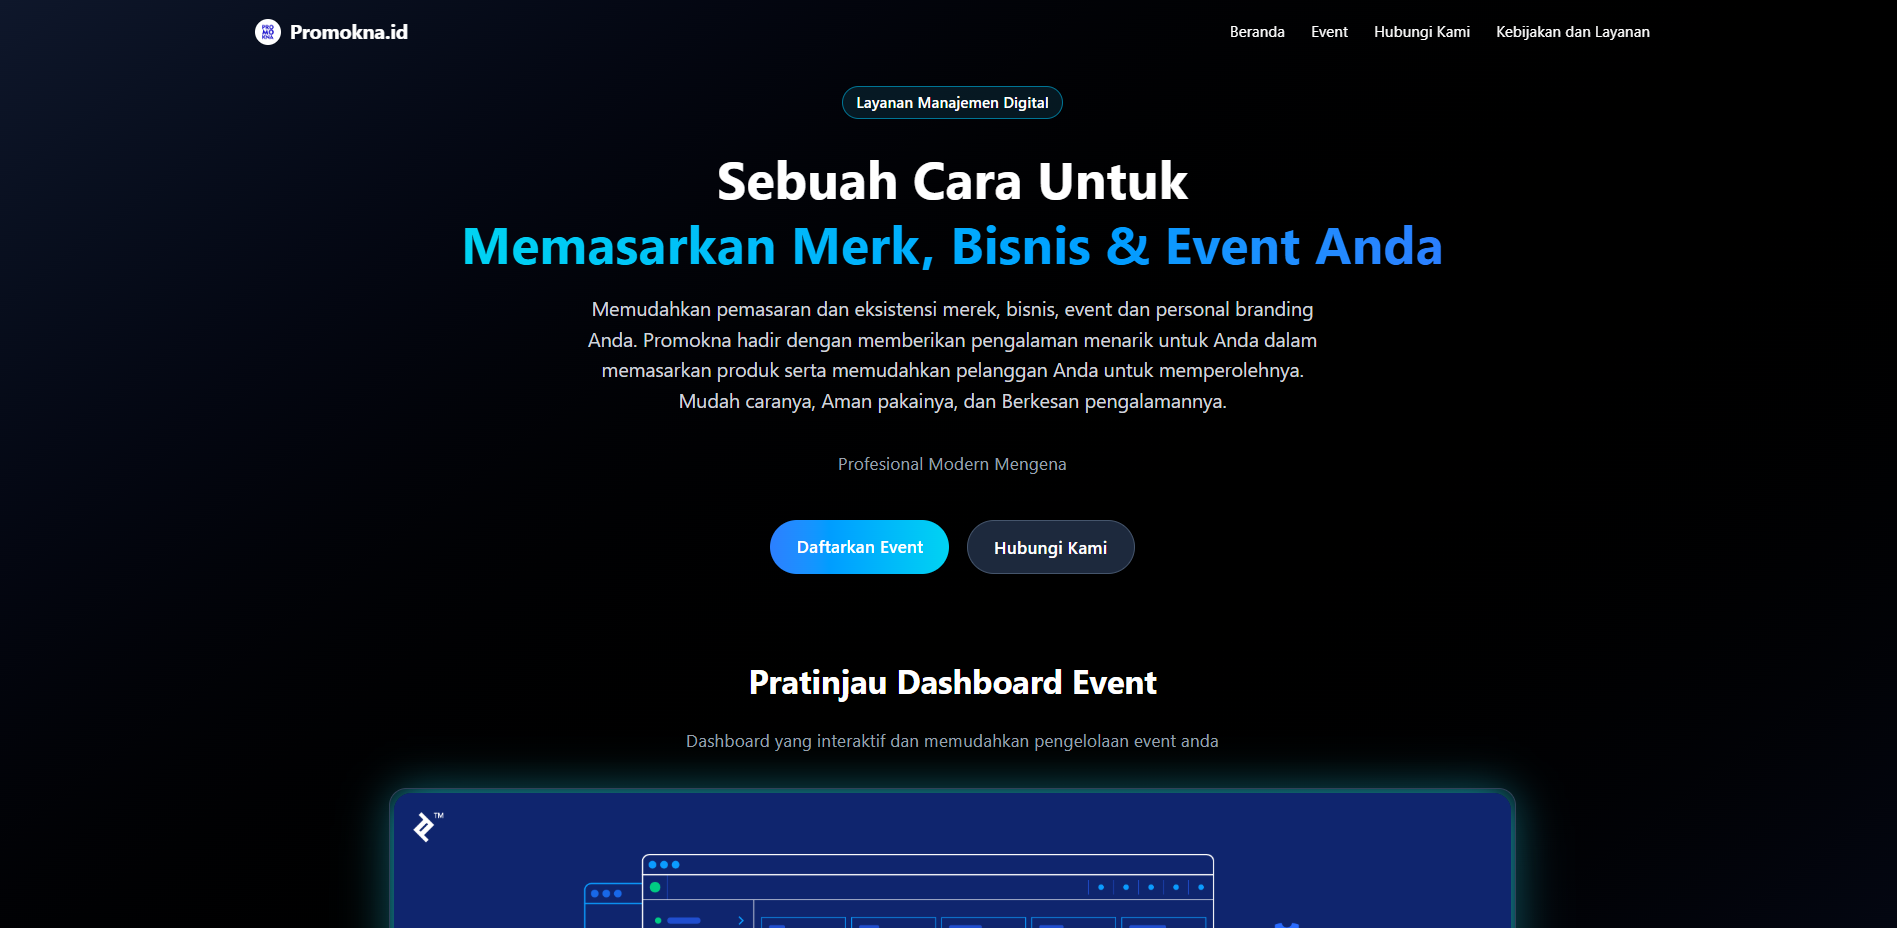 PRO
MO
KNA
Promokna.id
Beranda
Event
Hubungi Kami
Kebijakan dan Layanan
Layanan Manajemen Digital
Sebuah Cara Untuk
Memasarkan Merk, Bisnis & Event Anda
Memudahkan pemasaran dan eksistensi merek, bisnis, event dan personal branding
Anda. Promokna hadir dengan memberikan pengalaman menarik untuk Anda dalam
memasarkan produk serta memudahkan pelanggan Anda untuk memperolehnya.
Mudah caranya, Aman pakainya, dan Berkesan pengalamannya.
Profesional Modern Mengena
Daftarkan Event
Hubungi Kami
Pratinjau Dashboard Event
Dashboard yang interaktif dan memudahkan pengelolaan event anda
TM